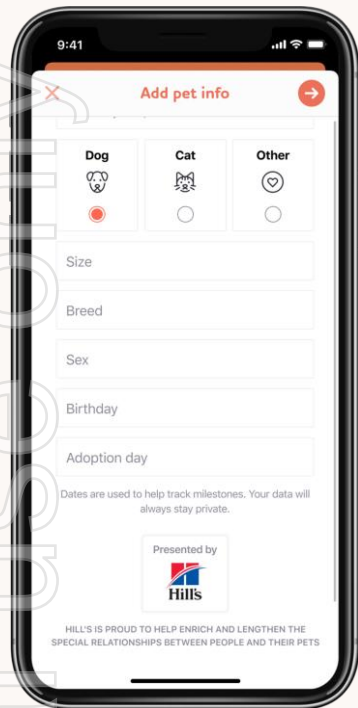 9:41
Add pet info
Dog
Cat
Other
Size
Breed
Sex
Birthday
Adoption day
Dates are used to help track milestones. Your data will
always stay private.
Presented by
Hill's
HILL'S IS PROUD TO HELP ENRICH AND LENGTHEN THE
SPECIAL RELATIONSHIPS BETWEEN PEOPLE AND THEIR PETS
use only